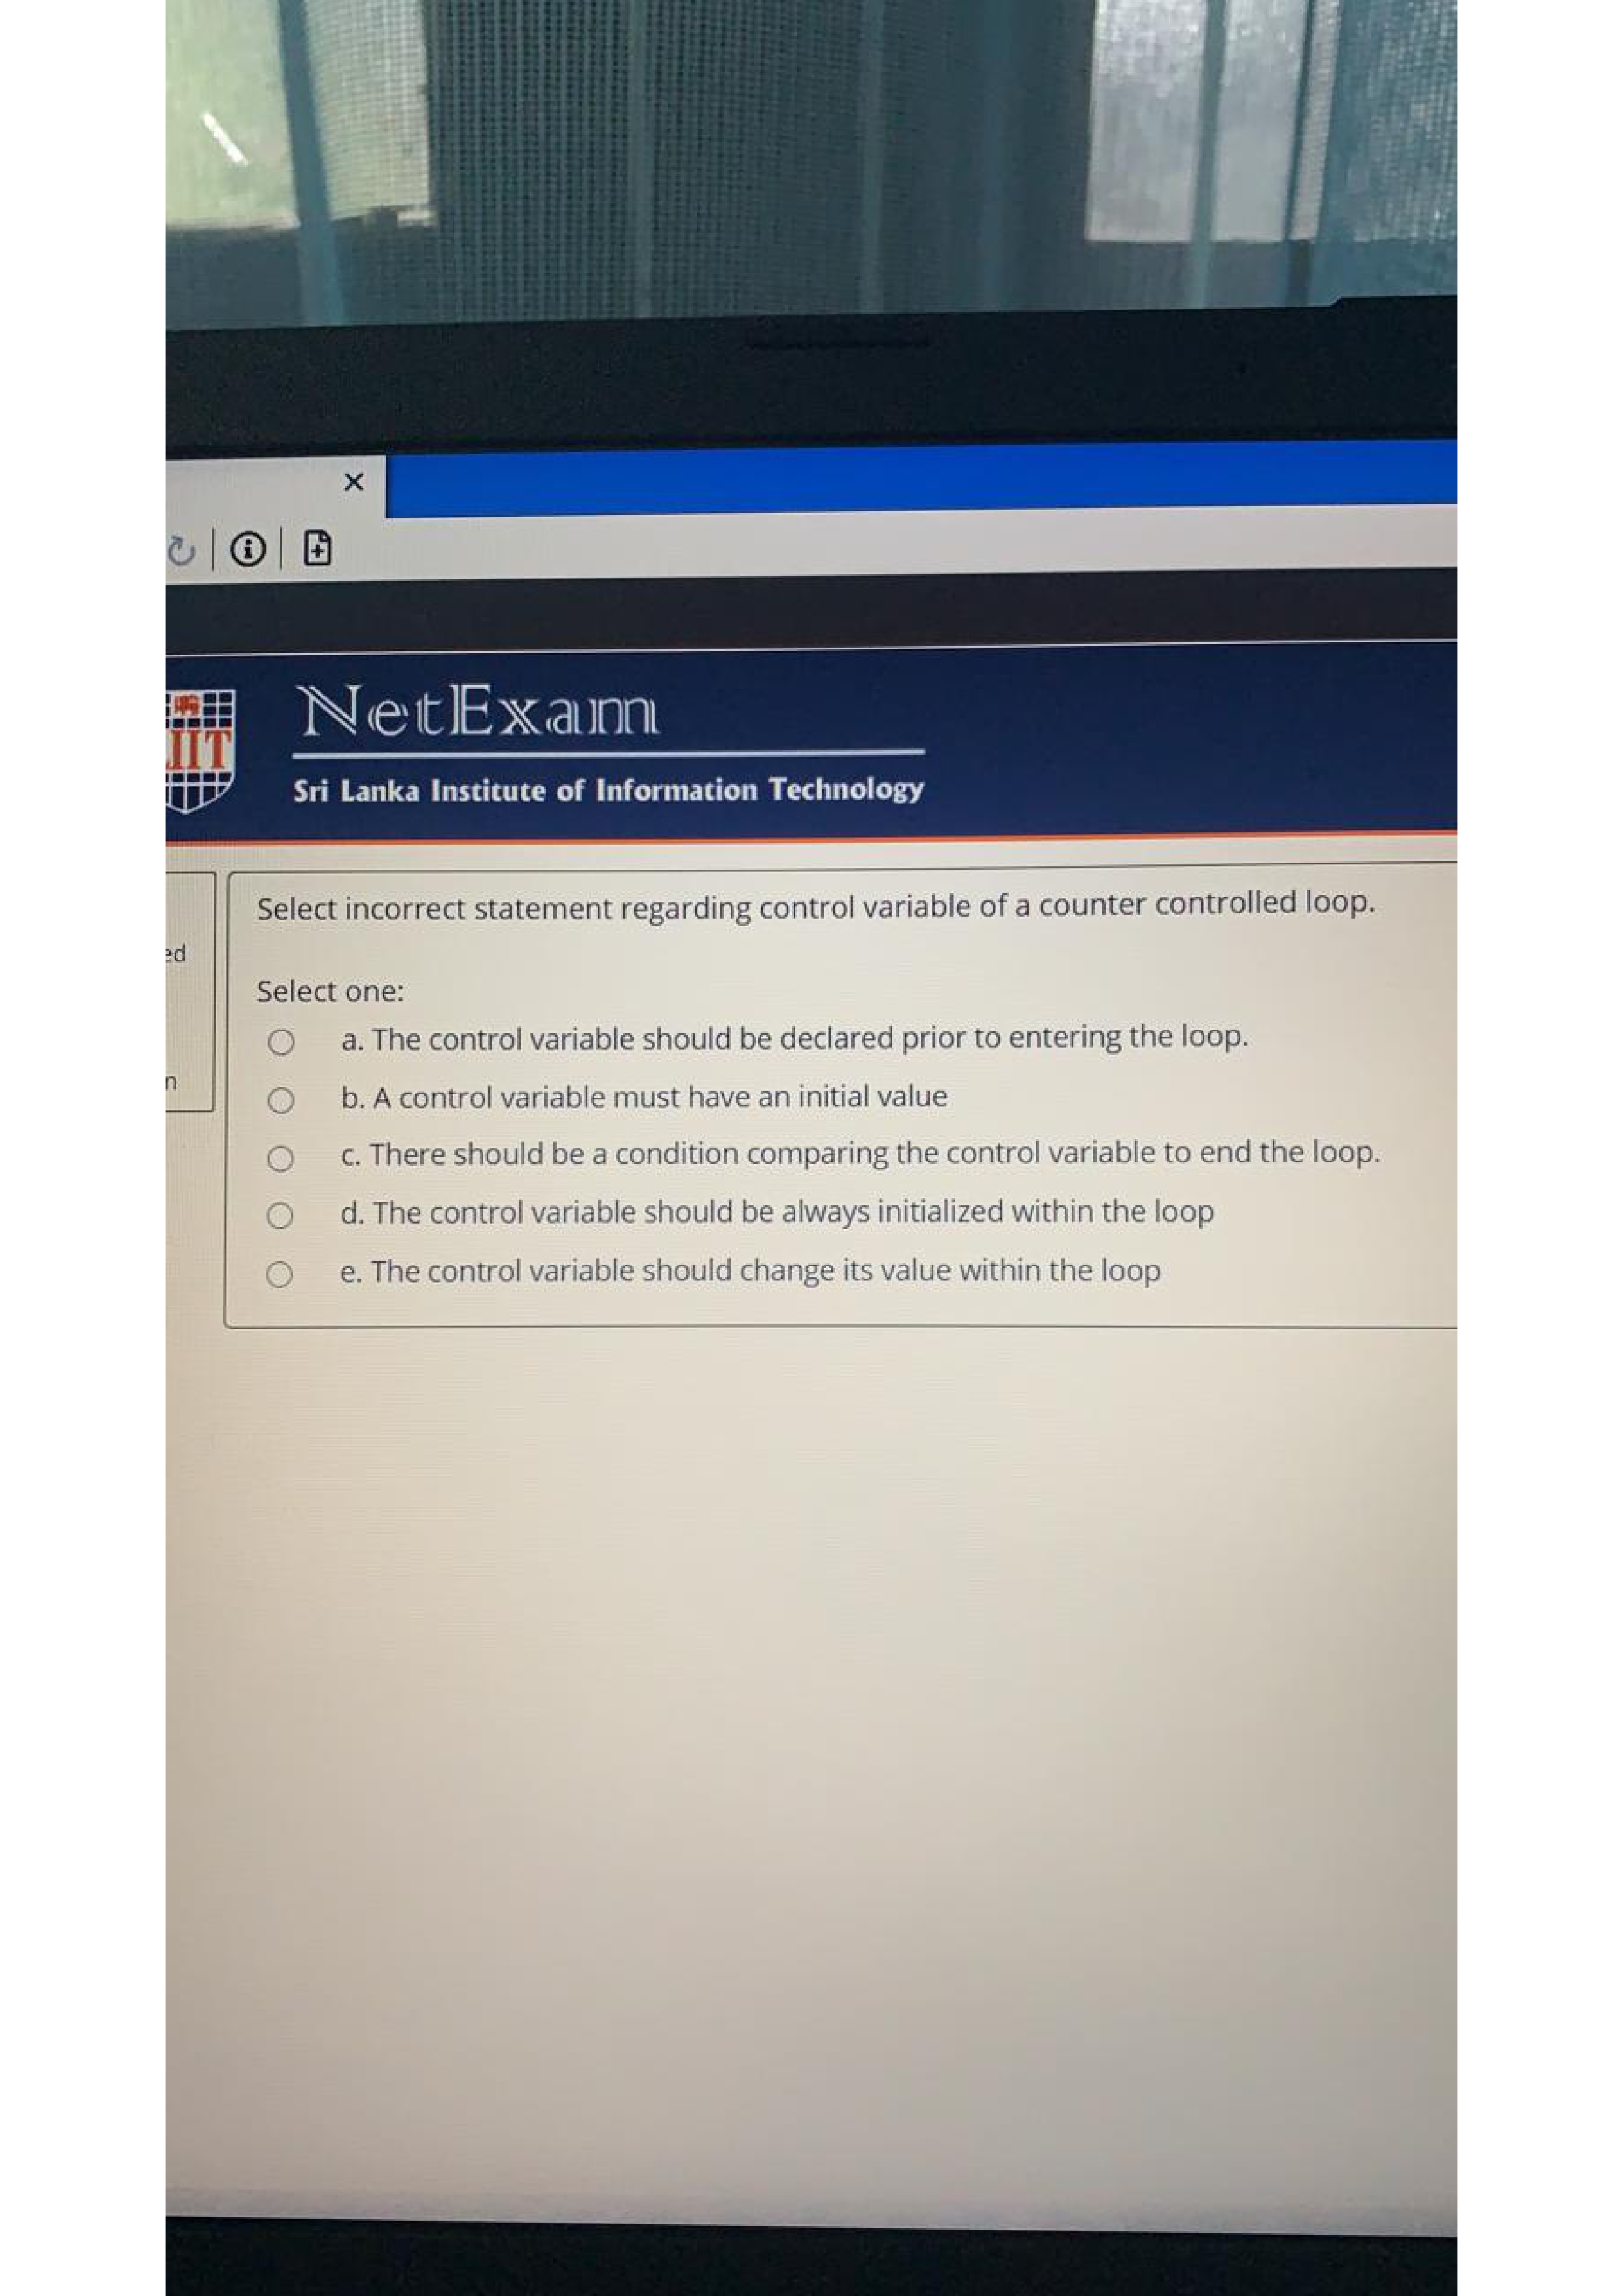 NetExam
IIT
Sri Lanka Institute of Information Technology
Select incorrect statement regarding control variable of a counter controlled loop.
ed
Select one:
a. The control variable should be declared prior to entering the loop.
n
b. A control variable must have an initial value
c. There should be a condition comparing the control variable to end the loop.
d. The control variable should be always initialized within the loop
e. The control variable should change its value within the loop